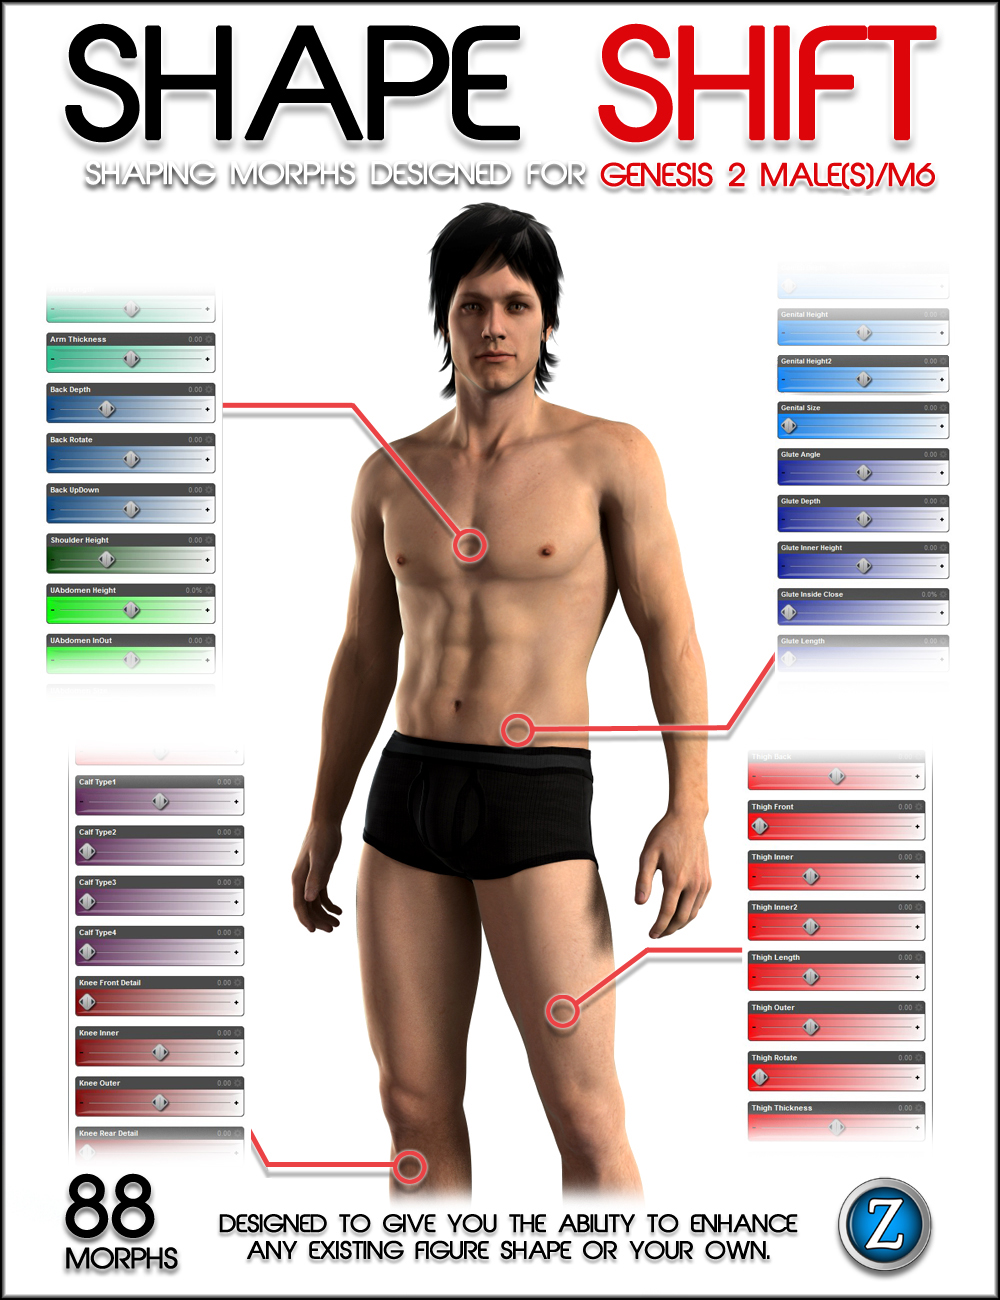 SHAPE SHIFT
SHAPING MORPHS DESIGNED FOR GENESIS 2 MALE(S)/M6
Arm Thickness 0.00
Back Depth 0.00
Back Rotate 0.00
Back UpDown 0.00
Shoulder Height 0.00
UAbdomen Height 0.0%
UAbdomen InOut 0.00
Genital Height 0.00
Genital Height2 0.00
Genital Size 0.00
Glute Angle 0.00
Glute Depth 0.00
Glute Inner Height 0.00
Glute Inside Close 0.0%
Glute Length 0.00
Calf Type1 0.00
Calf Type2 0.00
Calf Type3 0.00
Calf Type4 0.00
Knee Front Detail 0.00
Knee Inner 0.00
Knee Outer 0.00
Knee Rear Detail 0.00
Thigh Back 0.00
Thigh Front 0.00
Thigh Inner 0.00
Thigh Inner2 0.00
Thigh Length 0.00
Thigh Outer 0.00
Thigh Rotate 0.00
Thigh Thickness 0.00
88
MORPHS
DESIGNED TO GIVE YOU THE ABILITY TO ENHANCE
ANY EXISTING FIGURE SHAPE OR YOUR OWN.
Z